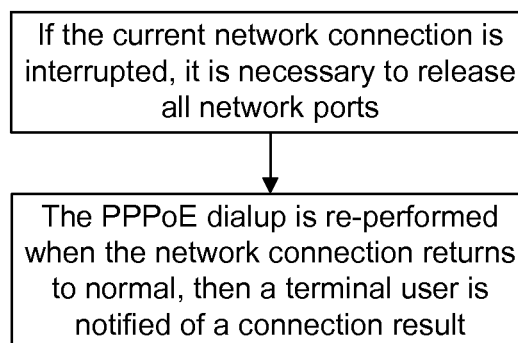 If the current network connection is
interrupted, it is necessary to release
all network ports
The PPPoE dialup is re-performed
when the network connection returns
to normal, then a terminal user is
notified of a connection result